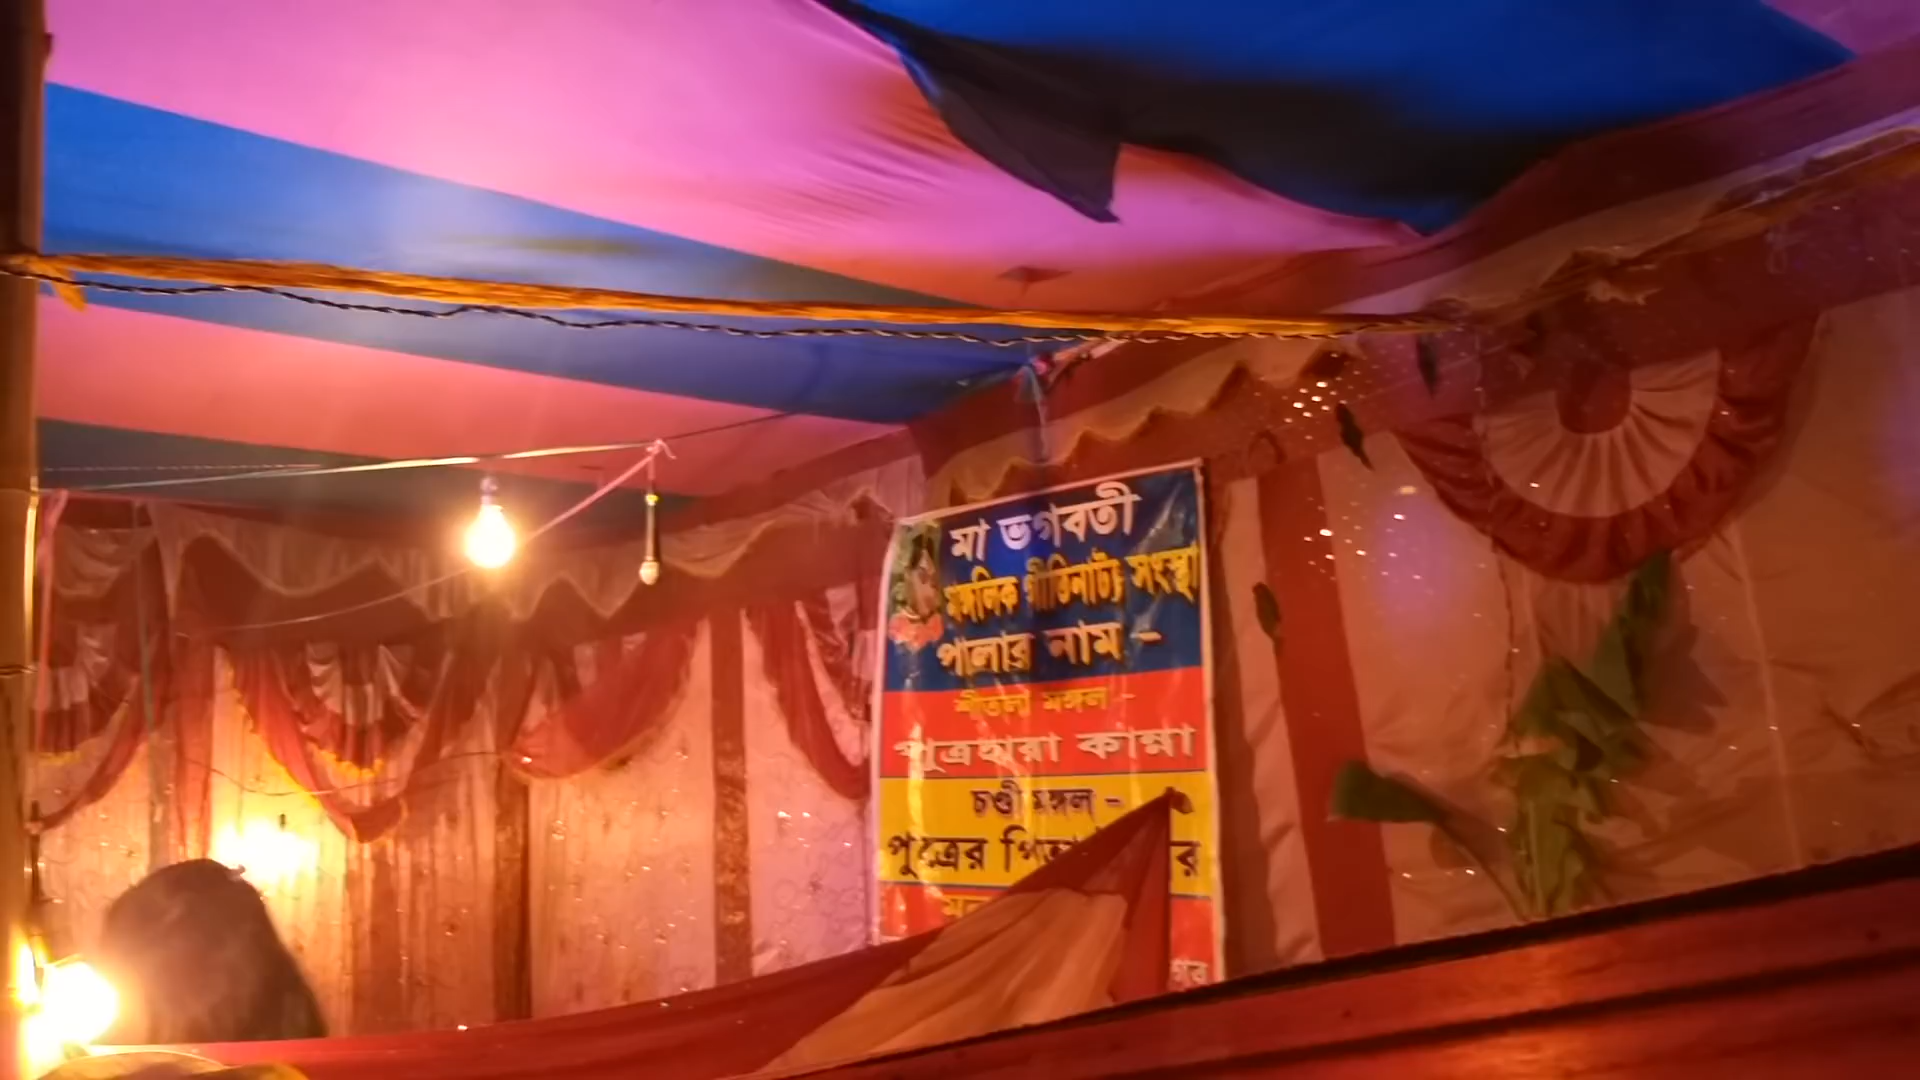 মা ভগবতী
মঙ্গলিক গীতিনাট্য সংস্থা
পালার নাম -
শীতলা মঙ্গল -
পুত্রহারা কান্না
চণ্ডী মঙ্গল -
পুত্রের